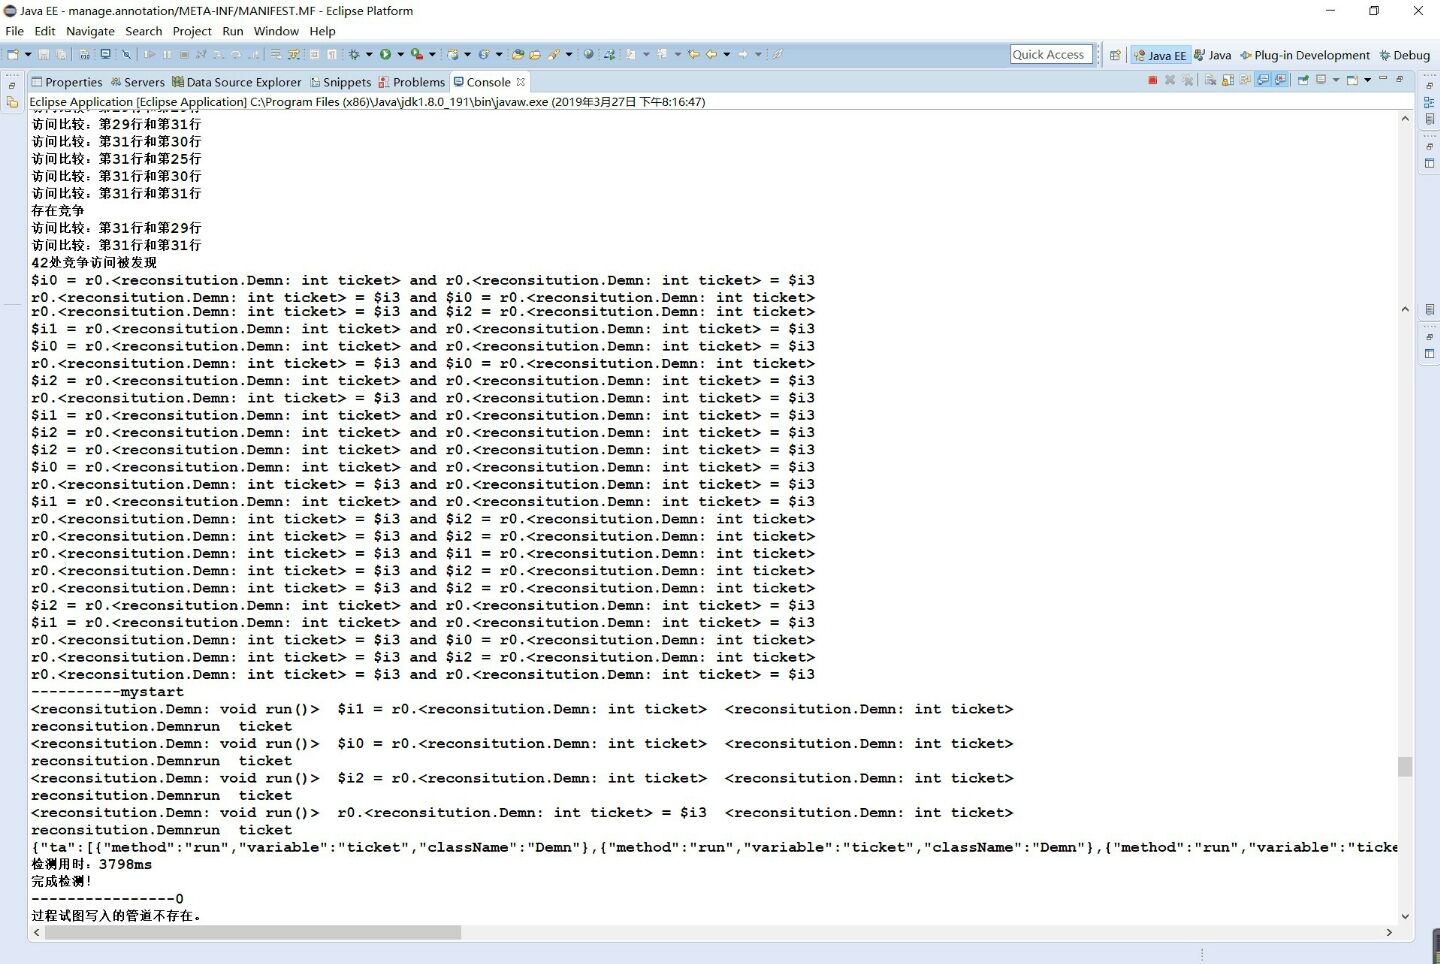 Java EE - manage.annotation/META-INF/MANIFEST.MF - Eclipse Platform
File Edit Navigate Search Project Run Window Help
Quick Access Java EE Java Plug-in Development Debug
Properties Servers Data Source Explorer Snippets Problems Console
Eclipse Application [Eclipse Application] C:\Program Files (x86)\Java\jdk1.8.0_191\bin\javaw.exe (2019年3月27日 下午8:16:47)
访问比较：第29行和第31行
访问比较：第31行和第30行
访问比较：第31行和第25行
访问比较：第31行和第30行
访问比较：第31行和第31行
存在竞争
访问比较：第31行和第29行
访问比较：第31行和第31行
42处竞争访问被发现
$i0 = r0.<reconsitution.Demn: int ticket> and r0.<reconsitution.Demn: int ticket> = $i3
r0.<reconsitution.Demn: int ticket> = $i3 and $i0 = r0.<reconsitution.Demn: int ticket>
r0.<reconsitution.Demn: int ticket> = $i3 and $i2 = r0.<reconsitution.Demn: int ticket>
$i1 = r0.<reconsitution.Demn: int ticket> and r0.<reconsitution.Demn: int ticket> = $i3
$i0 = r0.<reconsitution.Demn: int ticket> and r0.<reconsitution.Demn: int ticket> = $i3
r0.<reconsitution.Demn: int ticket> = $i3 and $i0 = r0.<reconsitution.Demn: int ticket>
$i2 = r0.<reconsitution.Demn: int ticket> and r0.<reconsitution.Demn: int ticket> = $i3
r0.<reconsitution.Demn: int ticket> = $i3 and r0.<reconsitution.Demn: int ticket> = $i3
$i1 = r0.<reconsitution.Demn: int ticket> and r0.<reconsitution.Demn: int ticket> = $i3
$i2 = r0.<reconsitution.Demn: int ticket> and r0.<reconsitution.Demn: int ticket> = $i3
$i2 = r0.<reconsitution.Demn: int ticket> and r0.<reconsitution.Demn: int ticket> = $i3
$i0 = r0.<reconsitution.Demn: int ticket> and r0.<reconsitution.Demn: int ticket> = $i3
r0.<reconsitution.Demn: int ticket> = $i3 and r0.<reconsitution.Demn: int ticket> = $i3
$i1 = r0.<reconsitution.Demn: int ticket> and r0.<reconsitution.Demn: int ticket> = $i3
r0.<reconsitution.Demn: int ticket> = $i3 and $i2 = r0.<reconsitution.Demn: int ticket>
r0.<reconsitution.Demn: int ticket> = $i3 and $i2 = r0.<reconsitution.Demn: int ticket>
r0.<reconsitution.Demn: int ticket> = $i3 and $i1 = r0.<reconsitution.Demn: int ticket>
r0.<reconsitution.Demn: int ticket> = $i3 and $i2 = r0.<reconsitution.Demn: int ticket>
r0.<reconsitution.Demn: int ticket> = $i3 and $i2 = r0.<reconsitution.Demn: int ticket>
$i2 = r0.<reconsitution.Demn: int ticket> and r0.<reconsitution.Demn: int ticket> = $i3
$i1 = r0.<reconsitution.Demn: int ticket> and r0.<reconsitution.Demn: int ticket> = $i3
r0.<reconsitution.Demn: int ticket> = $i3 and $i0 = r0.<reconsitution.Demn: int ticket>
r0.<reconsitution.Demn: int ticket> = $i3 and $i2 = r0.<reconsitution.Demn: int ticket>
r0.<reconsitution.Demn: int ticket> = $i3 and r0.<reconsitution.Demn: int ticket> = $i3
----------mystart
<reconsitution.Demn: void run()>  $i1 = r0.<reconsitution.Demn: int ticket>  <reconsitution.Demn: int ticket>
reconsitution.Demnrun  ticket
<reconsitution.Demn: void run()>  $i0 = r0.<reconsitution.Demn: int ticket>  <reconsitution.Demn: int ticket>
reconsitution.Demnrun  ticket
<reconsitution.Demn: void run()>  $i2 = r0.<reconsitution.Demn: int ticket>  <reconsitution.Demn: int ticket>
reconsitution.Demnrun  ticket
<reconsitution.Demn: void run()>  r0.<reconsitution.Demn: int ticket> = $i3  <reconsitution.Demn: int ticket>
reconsitution.Demnrun  ticket
{"ta":[{"method":"run","variable":"ticket","className":"Demn"},{"method":"run","variable":"ticket","className":"Demn"},{"method":"run","variable":"ticke
检测用时：3798ms
完成检测！
----------------0
过程试图写入的管道不存在。